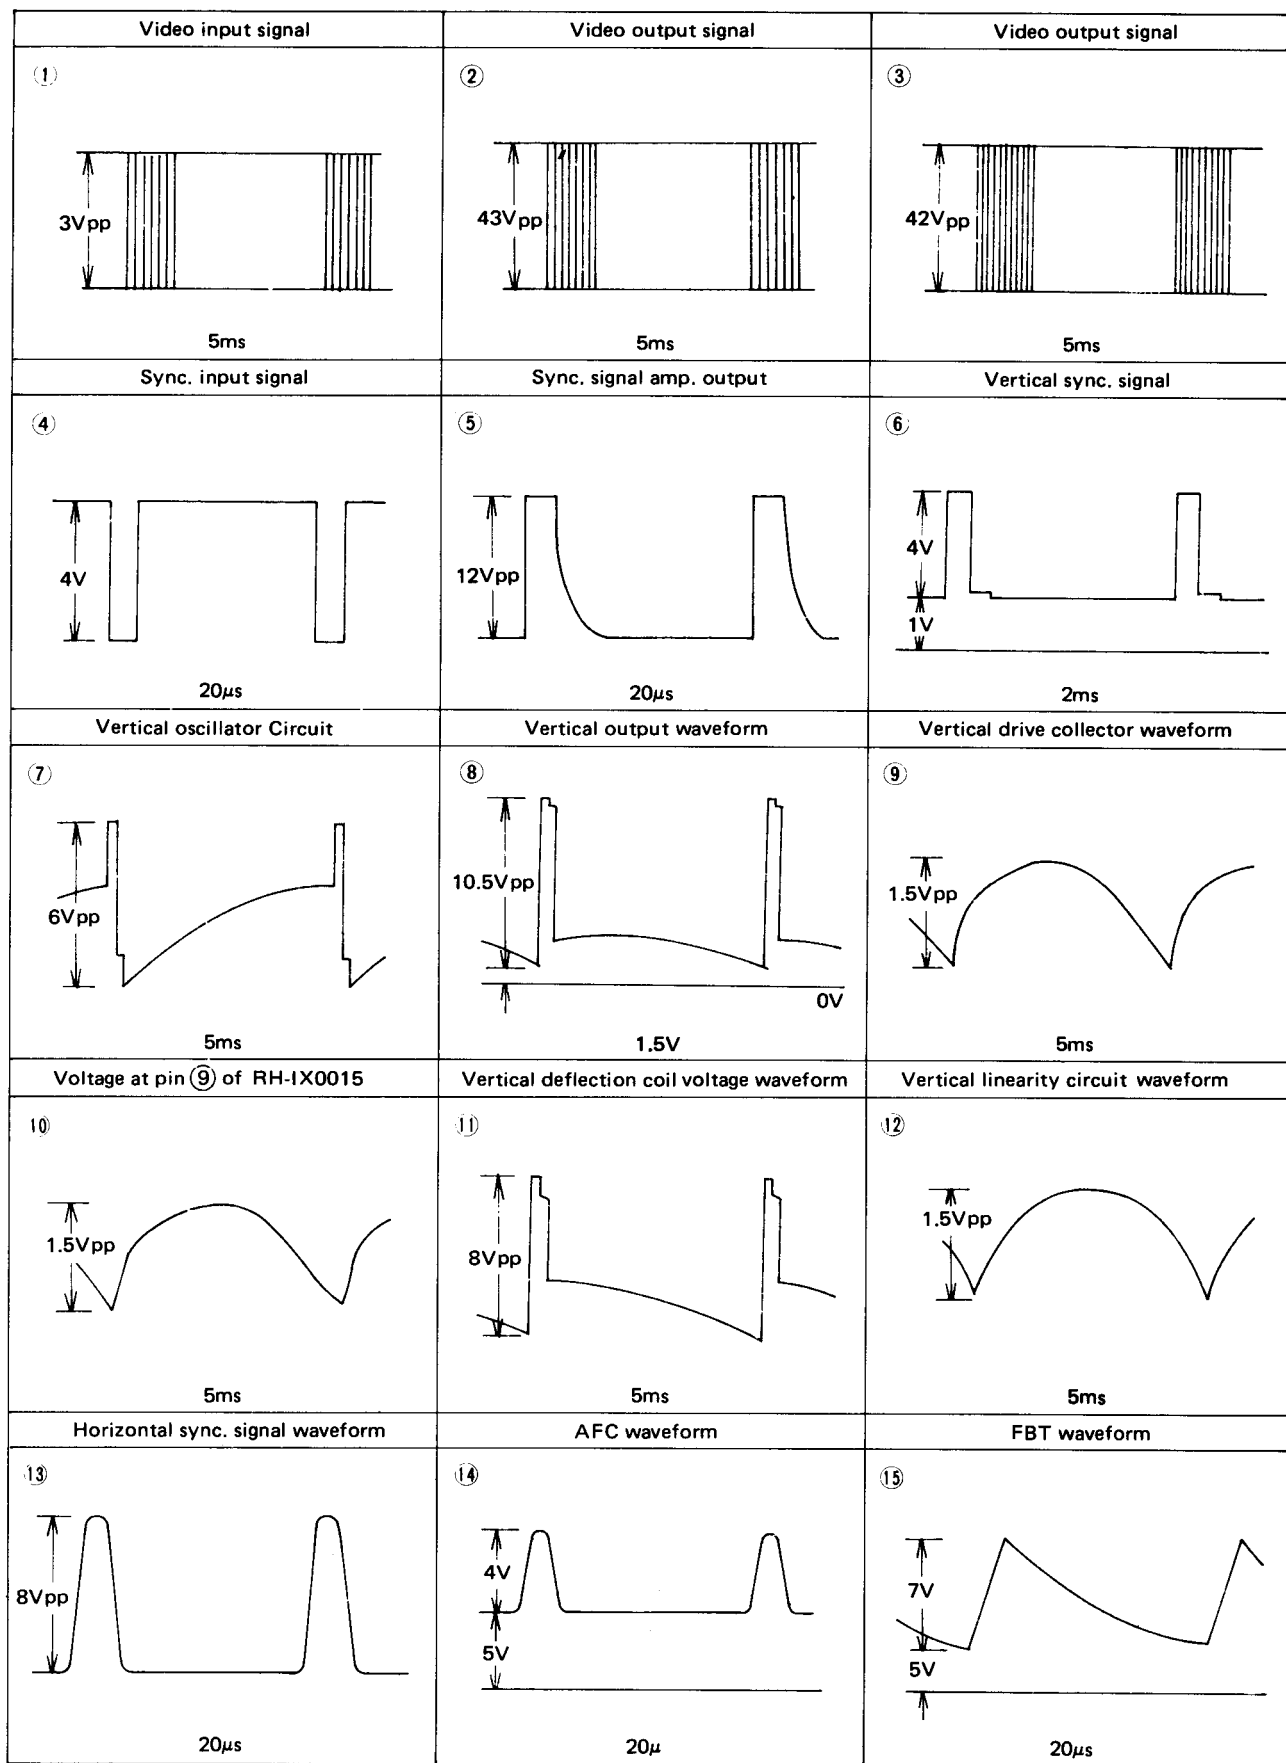 Video input signal
Video output signal
Video output signal
①
②
③
3Vpp
43Vpp
42Vpp
5ms
5ms
5ms
Sync. input signal
Sync. signal amp. output
Vertical sync. signal
④
⑤
⑥
4V
12Vpp
4V
1V
20μs
20μs
2ms
Vertical oscillator Circuit
Vertical output waveform
Vertical drive collector waveform
⑦
⑧
⑨
6Vpp
10.5Vpp
1.5Vpp
0V
5ms
1.5V
5ms
Voltage at pin ⑨ of RH-IX0015
Vertical deflection coil voltage waveform
Vertical linearity circuit waveform
⑩
⑪
⑫
1.5Vpp
8Vpp
1.5Vpp
5ms
5ms
5ms
Horizontal sync. signal waveform
AFC waveform
FBT waveform
⑬
⑭
⑮
8Vpp
4V
7V
5V
5V
20μs
20μ
20μs